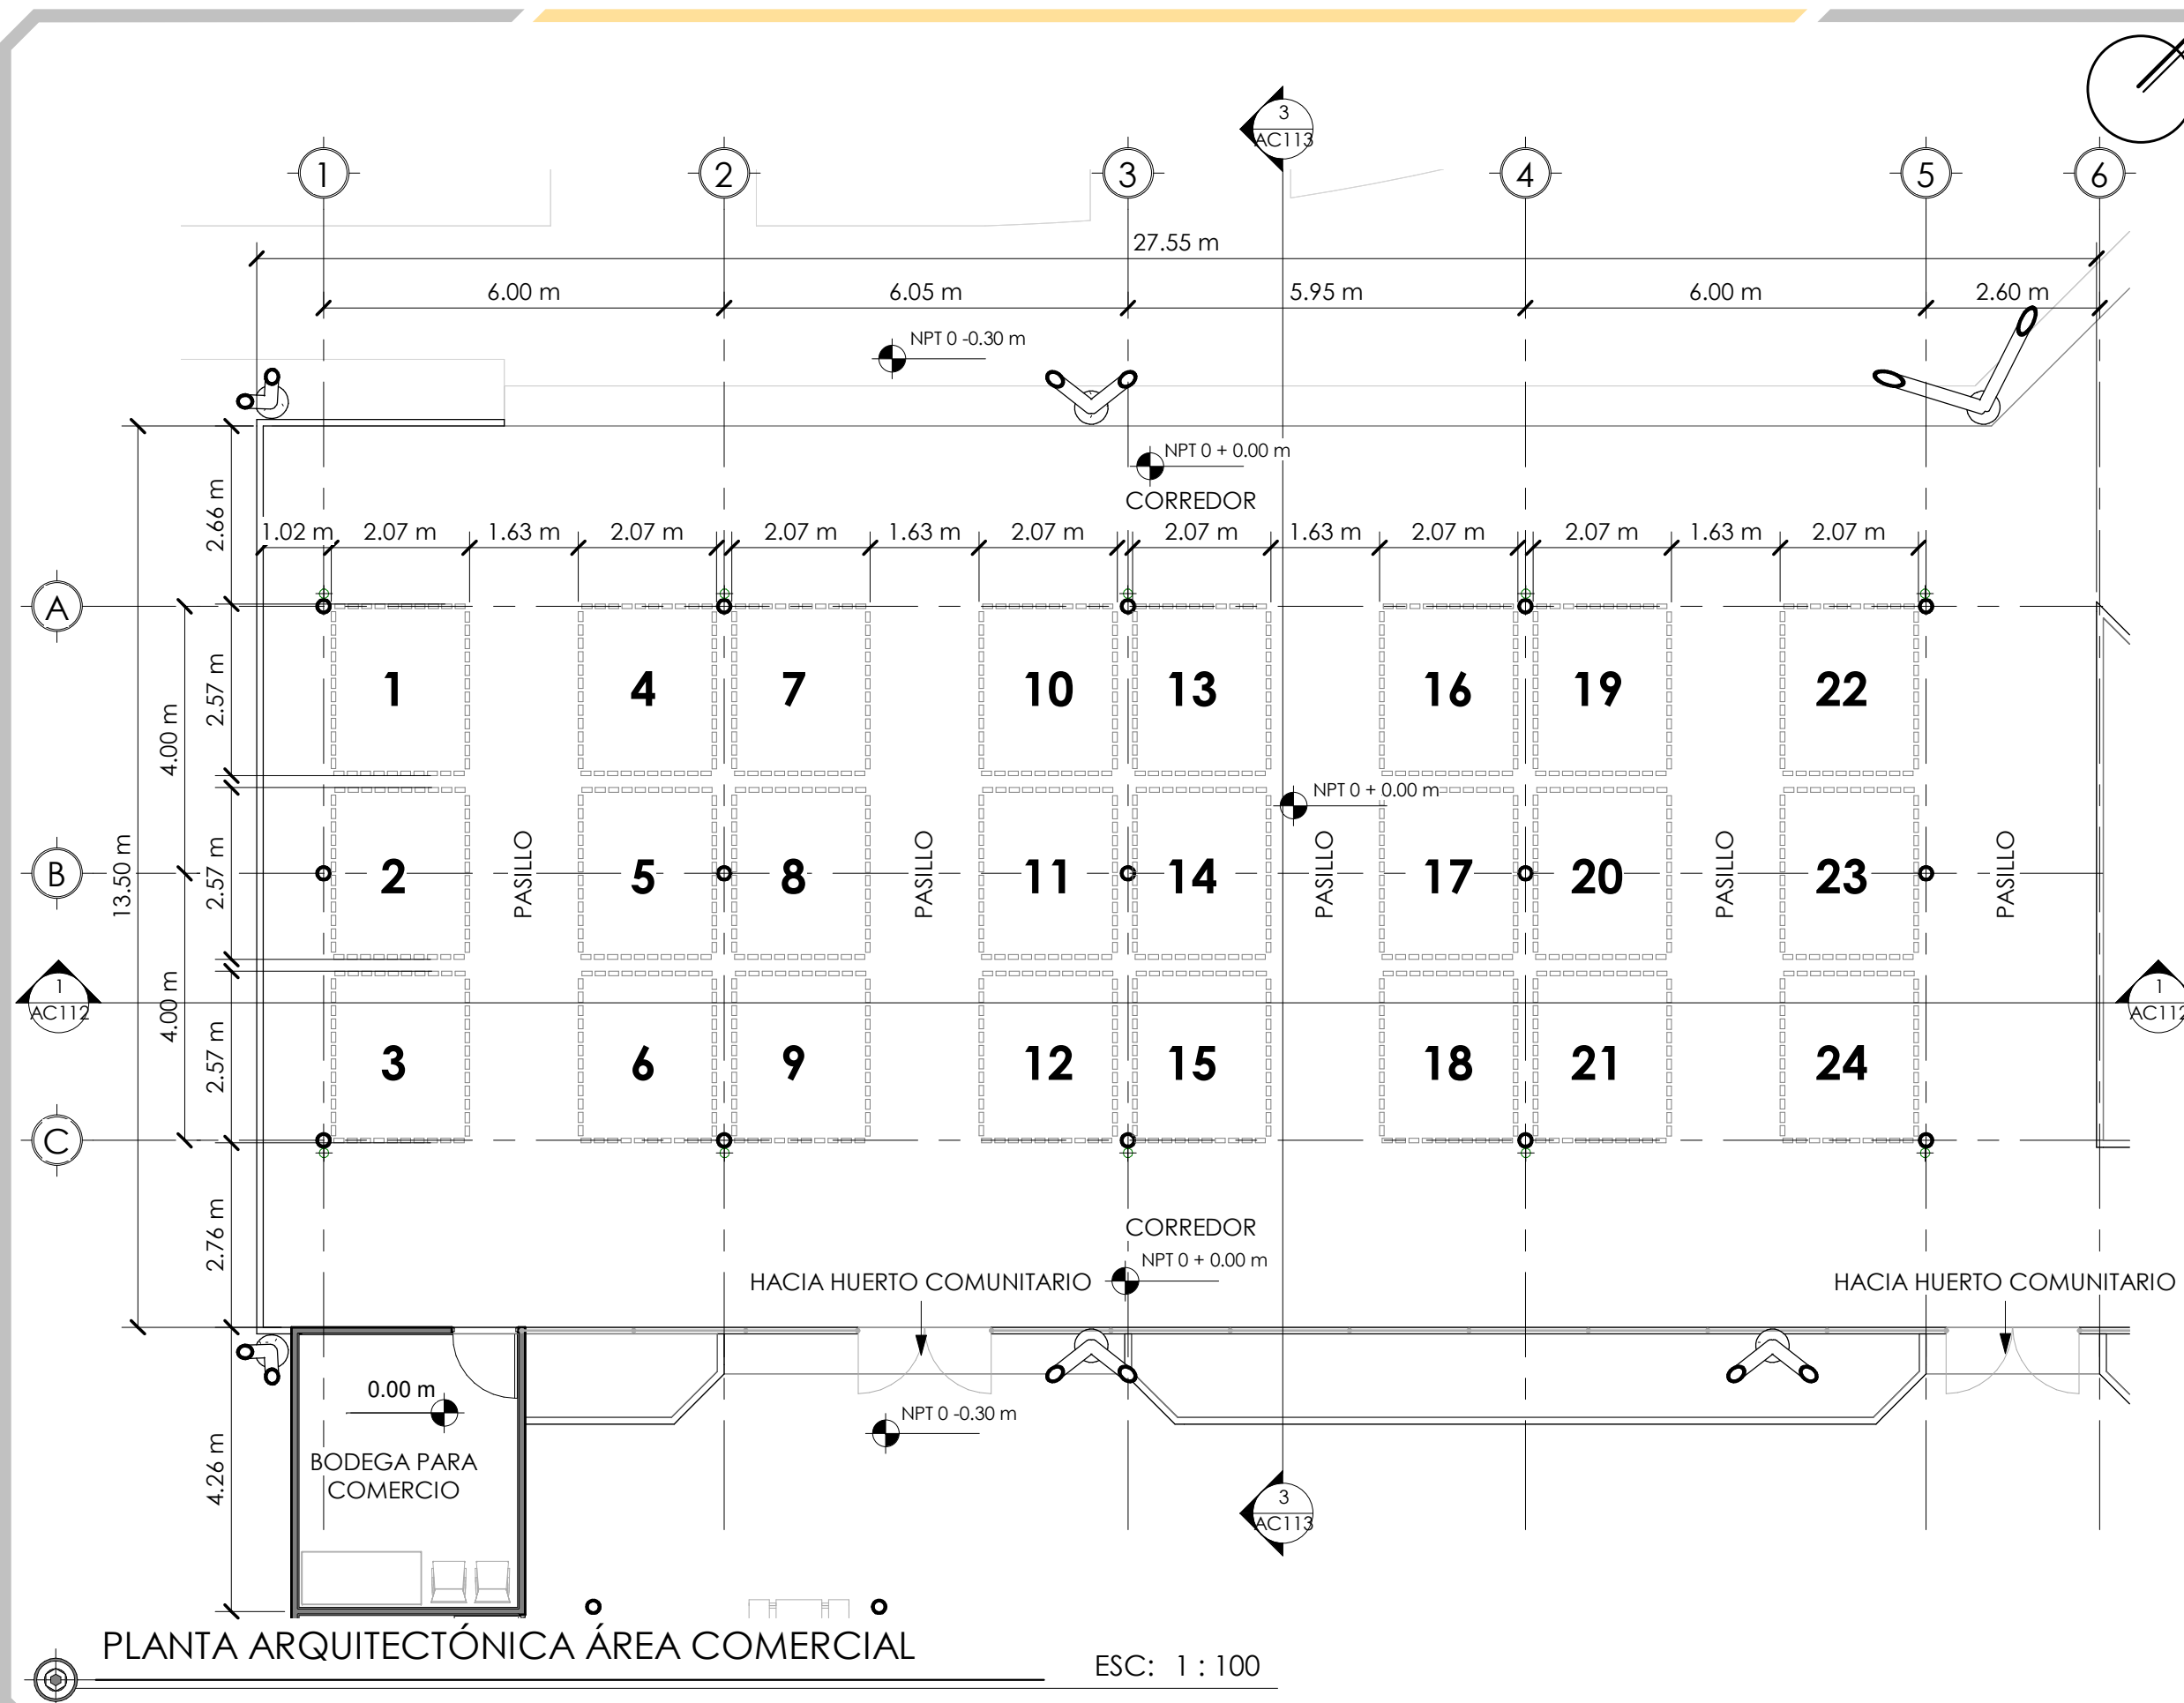 3
AC113
1 2 3 4 5 6
27.55 m
6.00 m 6.05 m 5.95 m 6.00 m 2.60 m
NPT 0 -0.30 m
NPT 0 + 0.00 m
CORREDOR
2.66 m
1.02 m 2.07 m 1.63 m 2.07 m 2.07 m 1.63 m 2.07 m 2.07 m 1.63 m 2.07 m 2.07 m 1.63 m 2.07 m
A
1 4 7 10 13 16 19 22
2.57 m
4.00 m
NPT 0 + 0.00 m
13.50 m
B
2.57 m
2 5 8 11 14 17 20 23
PASILLO PASILLO PASILLO PASILLO PASILLO
1
AC112
1
AC112
4.00 m
2.57 m
3 6 9 12 15 18 21 24
C
2.76 m
CORREDOR
NPT 0 + 0.00 m
HACIA HUERTO COMUNITARIO HACIA HUERTO COMUNITARIO
0.00 m
NPT 0 -0.30 m
4.26 m
BODEGA PARA
COMERCIO
3
AC113
PLANTA ARQUITECTÓNICA ÁREA COMERCIAL
ESC: 1 : 100